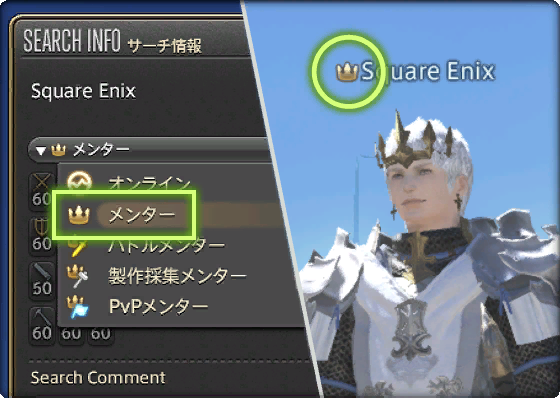 SEARCH INFO サーチ情報
Square Enix
メンター
オンライン
メンター
バトルメンター
製作採集メンター
PvPメンター
60
60
50
60 60 60
Search Comment
Square Enix